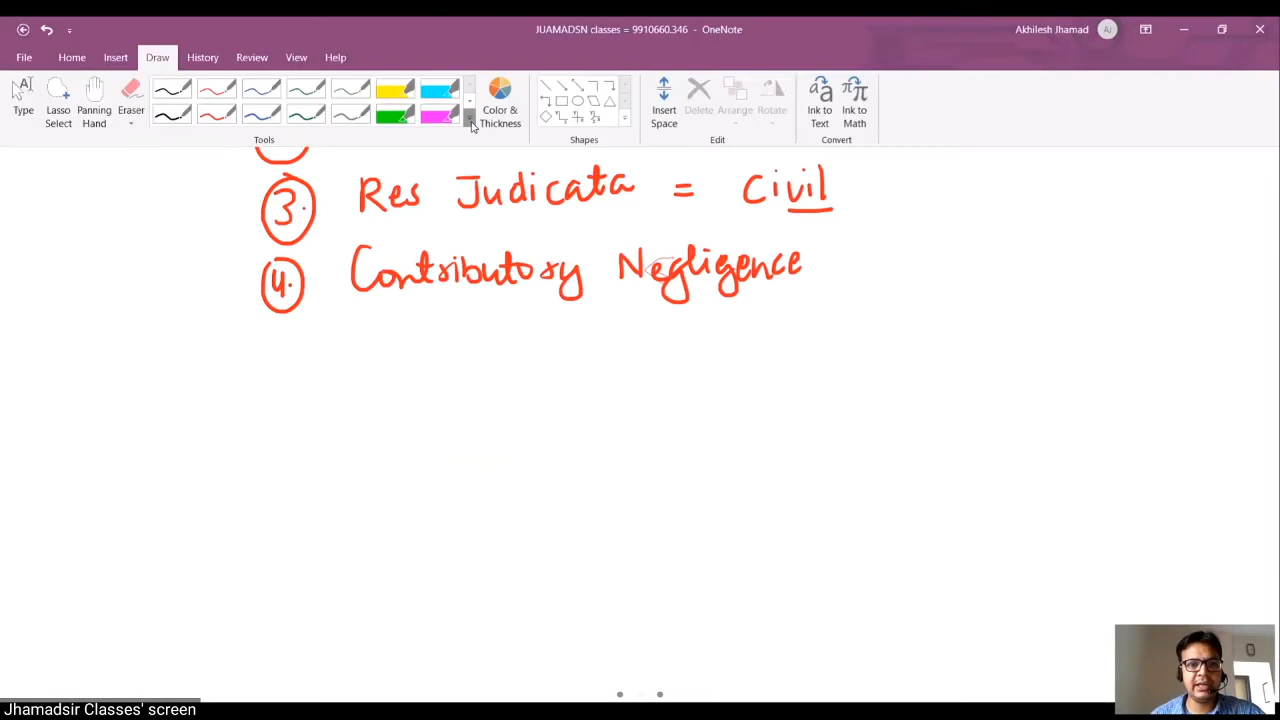 JUAMADSN classes = 9910660.346 - OneNote
Akhilesh Jhamad
AJ
File Home Insert Draw History Review View Help
Type
Lasso Select
Panning Hand
Eraser
Color & Thickness
Insert Space
Delete
Arrange
Rotate
Ink to Text
Ink to Math
Tools
Shapes
Edit
Convert
3. Res Judicata = Civil
4. Contributory Negligence
Jhamadsir Classes' screen